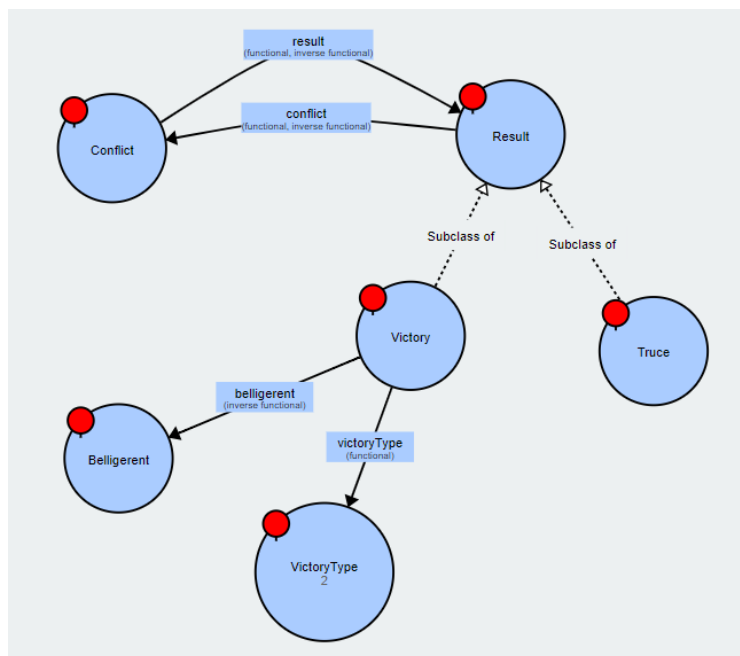 result
(functional, inverse functional)
conflict
(functional, inverse functional)
Conflict
Result
Subclass of
Subclass of
Victory
Truce
belligerent
(inverse functional)
victoryType
(functional)
Belligerent
VictoryType
2